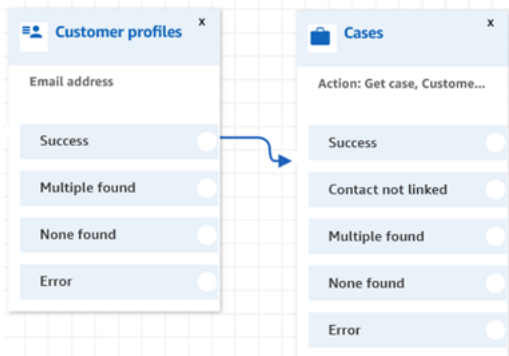 Customer profiles
x
Email address
Success
Multiple found
None found
Error
Cases
x
Action: Get case, Custome...
Success
Contact not linked
Multiple found
None found
Error